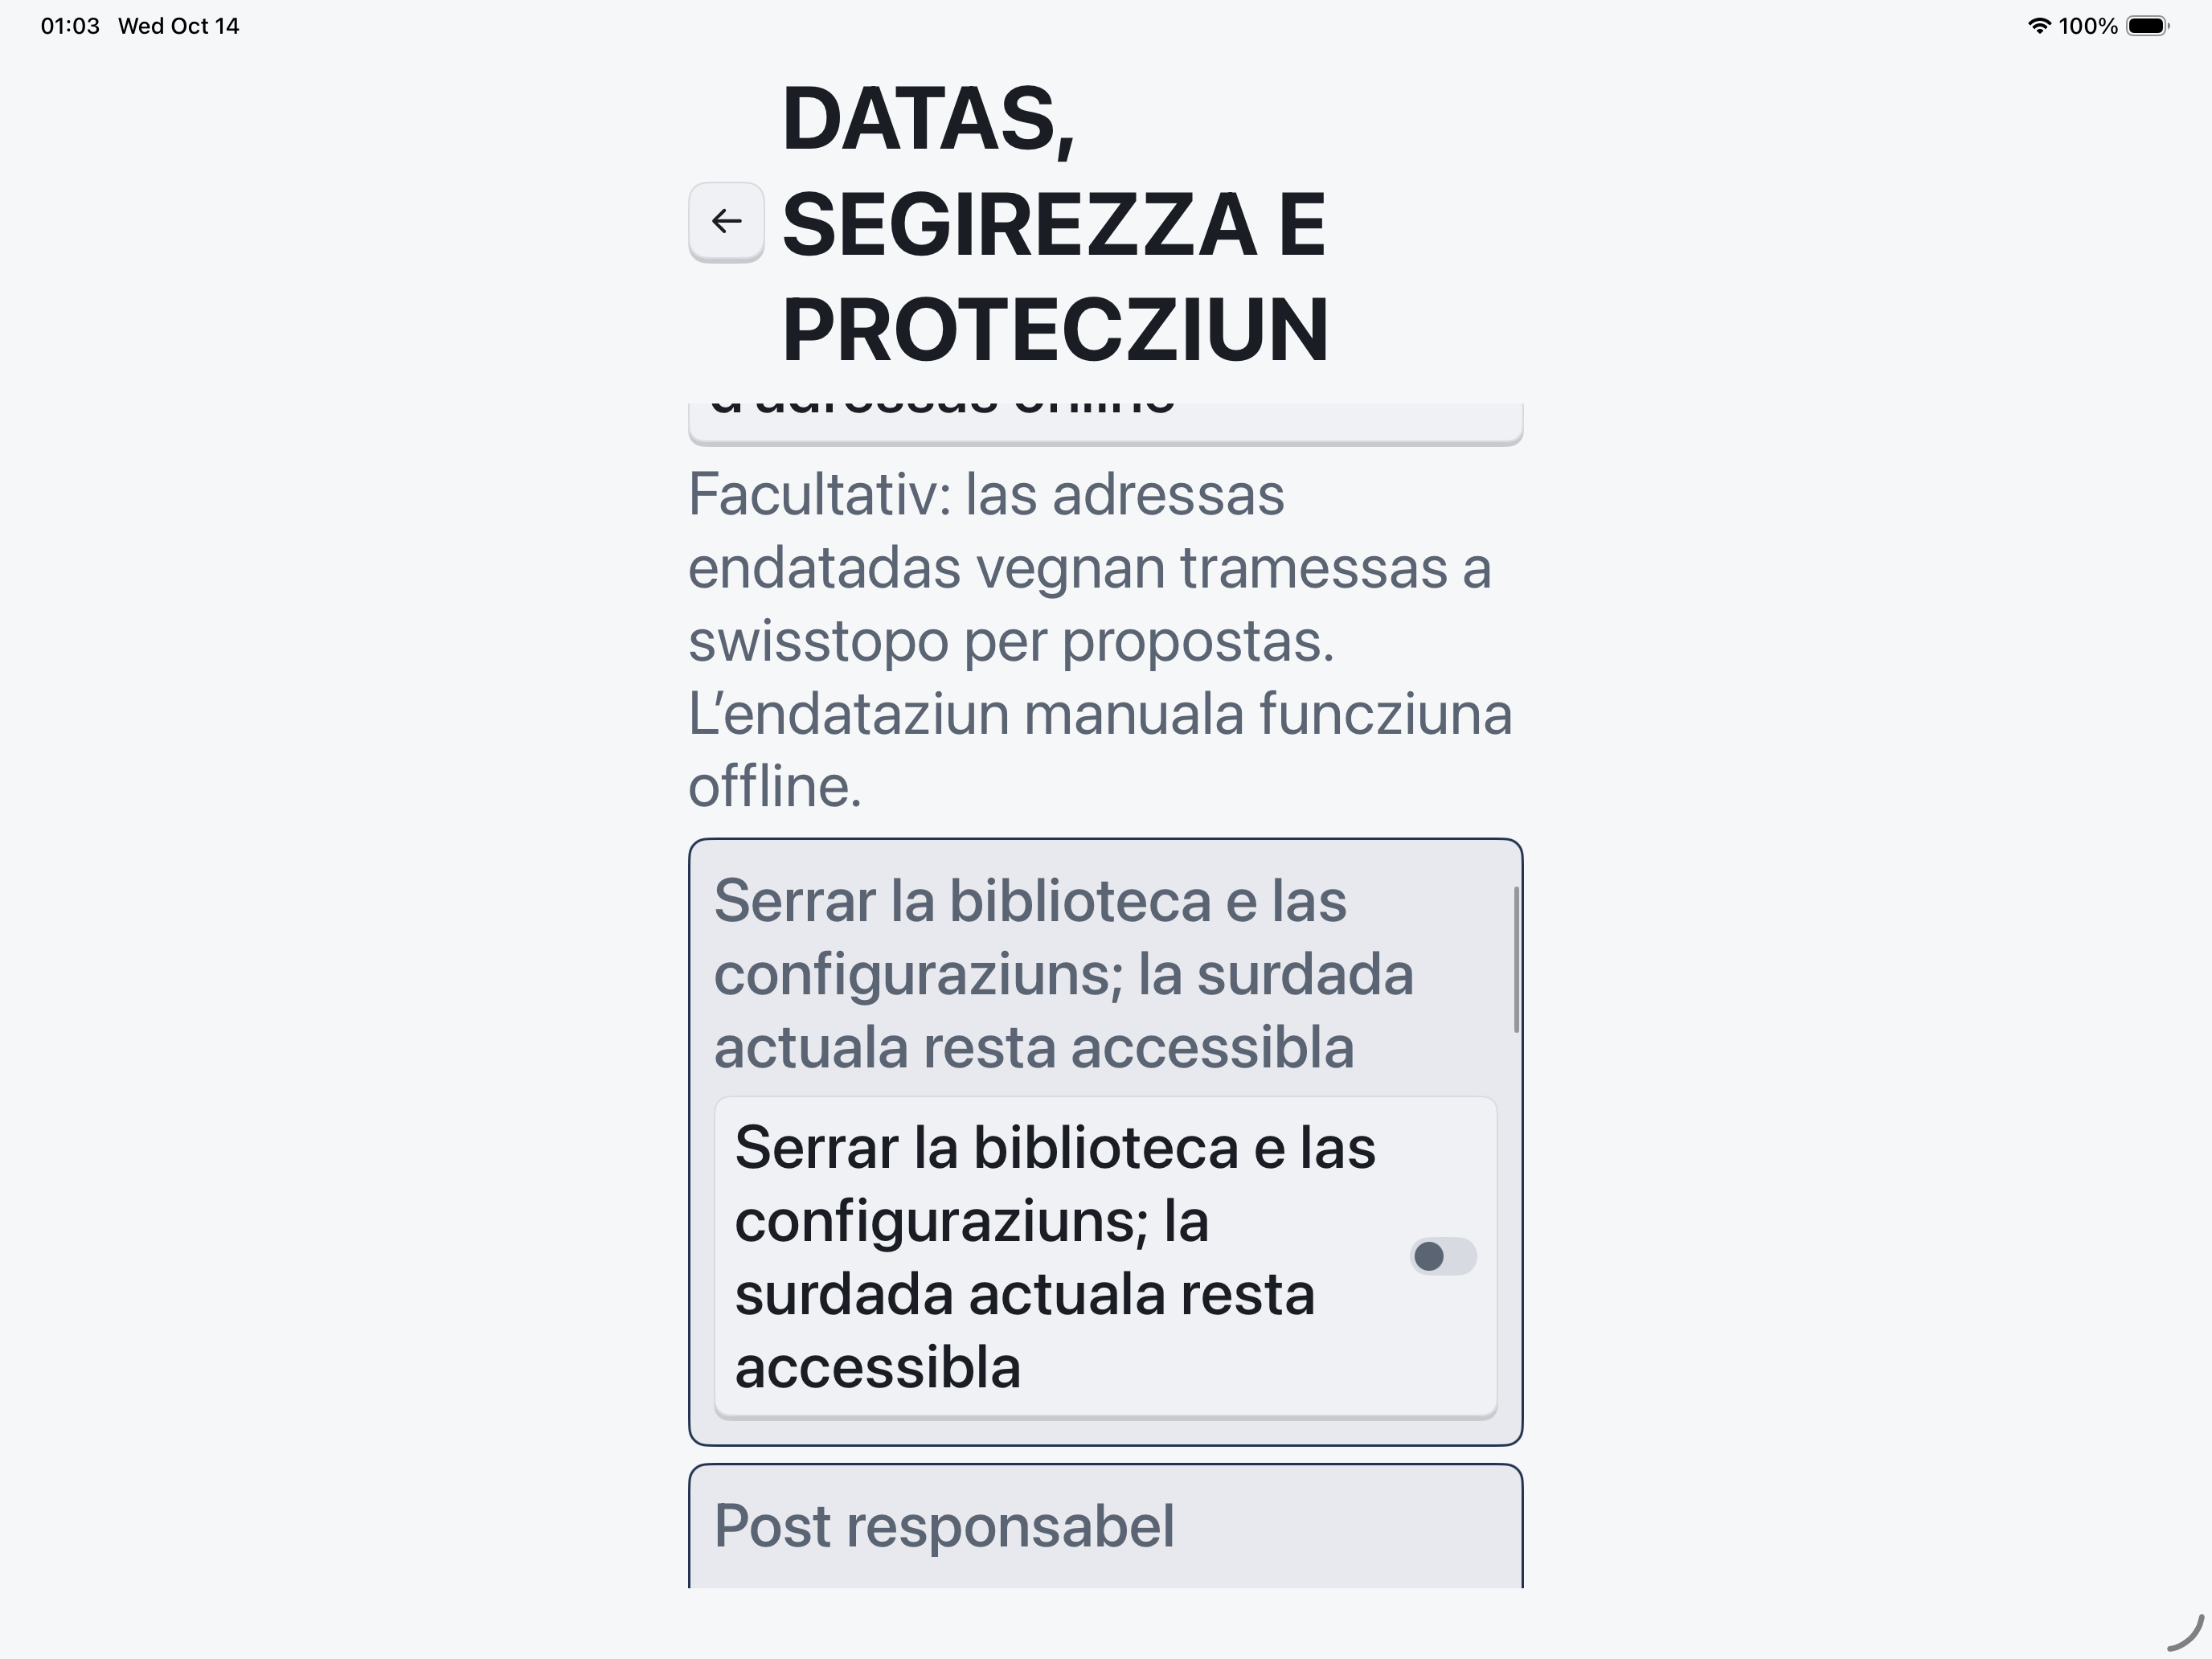 01:03 Wed Oct 14
100%
DATAS,
SEGIREZZA E
PROTECZIUN
d'adressas online
Facultativ: las adressas
endatadas vegnan tramessas a
swisstopo per propostas.
L’endataziun manuala funcziuna
offline.
Serrar la biblioteca e las
configuraziuns; la surdada
actuala resta accessibla
Serrar la biblioteca e las
configuraziuns; la
surdada actuala resta
accessibla
Post responsabel